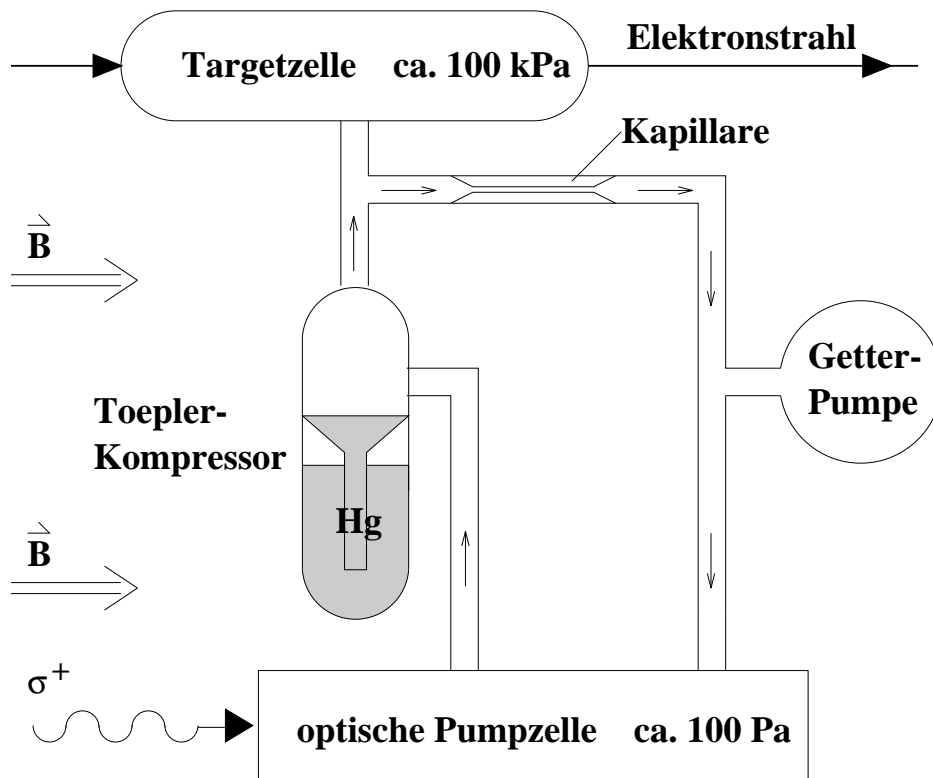 Elektronstrahl
Targetzelle ca. 100 kPa
Kapillare
B
Getter-
Pumpe
Toepler-
Kompressor
Hg
B
σ+
optische Pumpzelle ca. 100 Pa